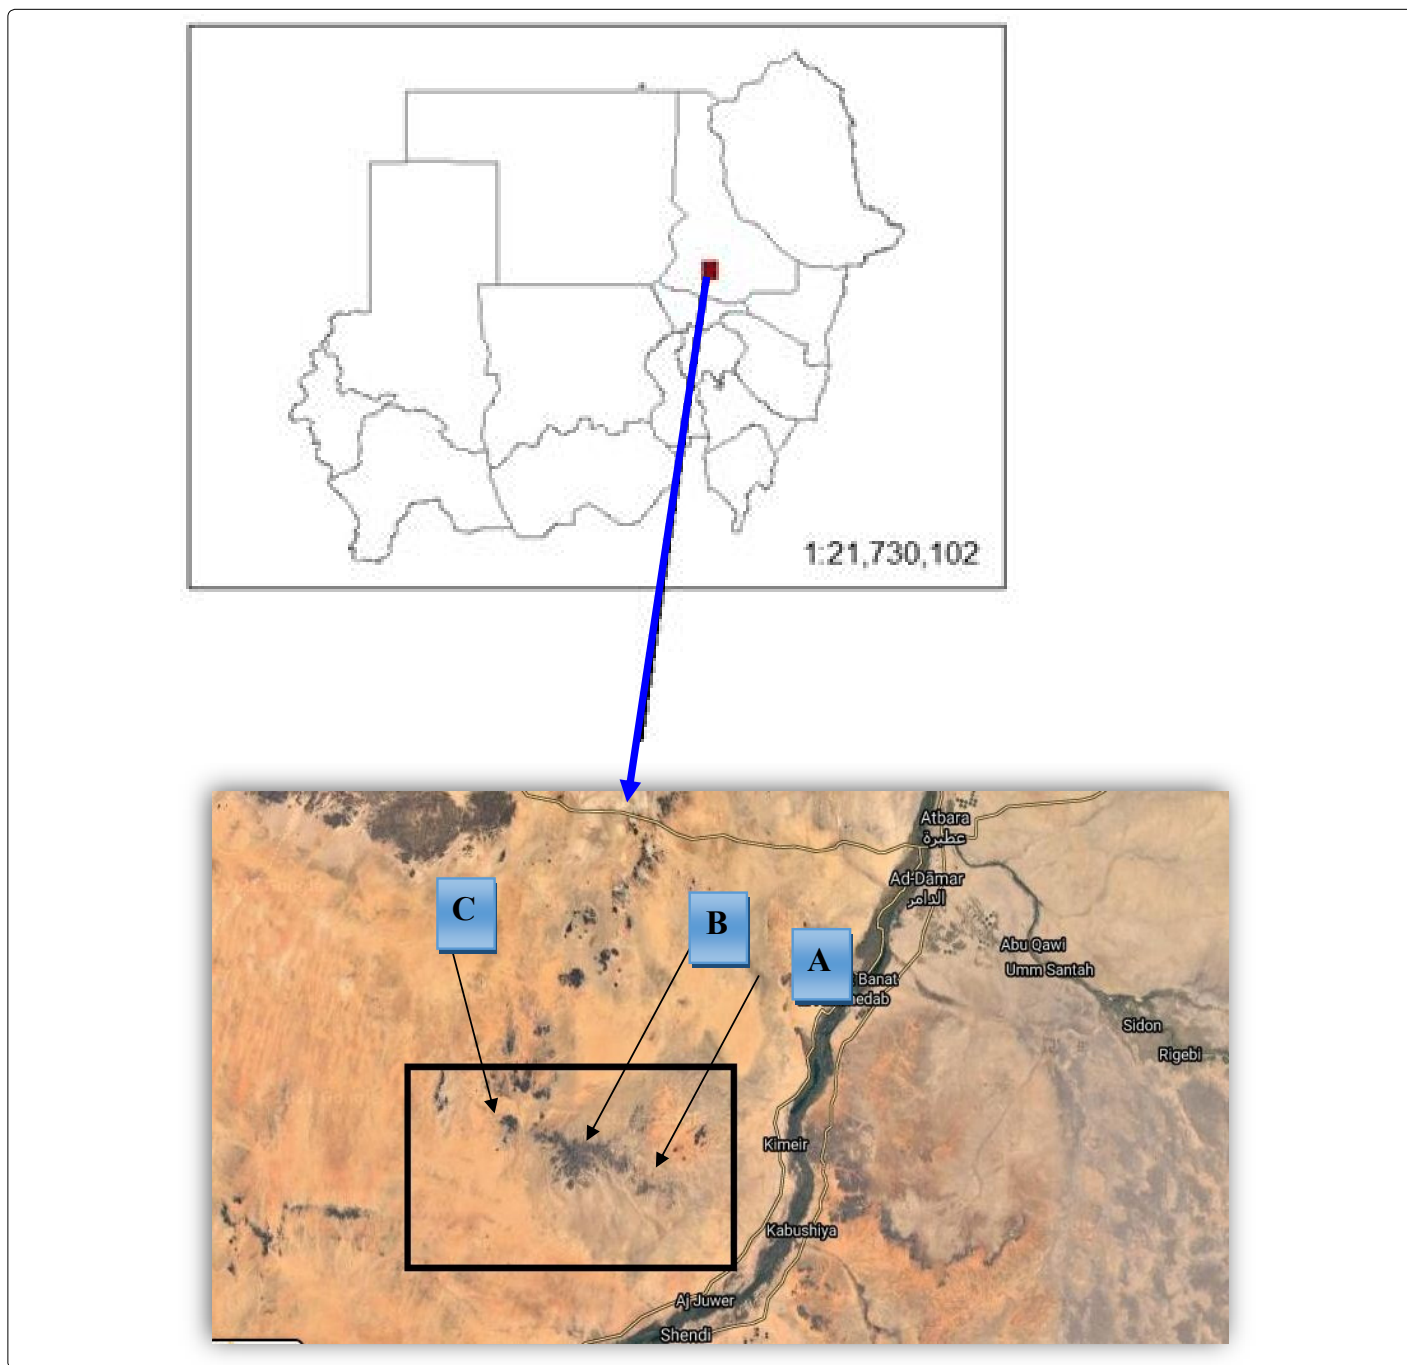 1:21,730,102
Atbara
عطبرة
Ad-Dāmar
الدامر
C
B
A
Abu Qawi
Umm Santah
Banat
Sidon
Rigebi
Kimeir
Kabushiya
Aj Juwer
Shendi